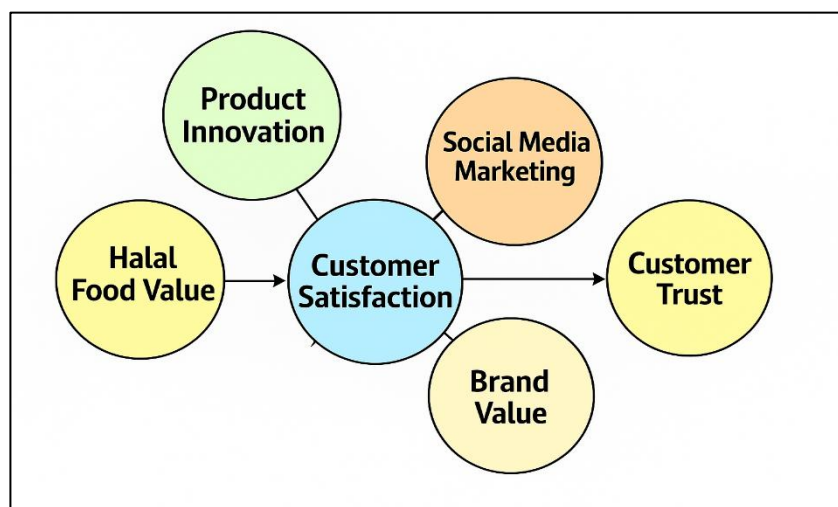 Product
Innovation
Social Media
Marketing
Halal
Food Value
Customer
Satisfaction
Customer
Trust
Brand
Value